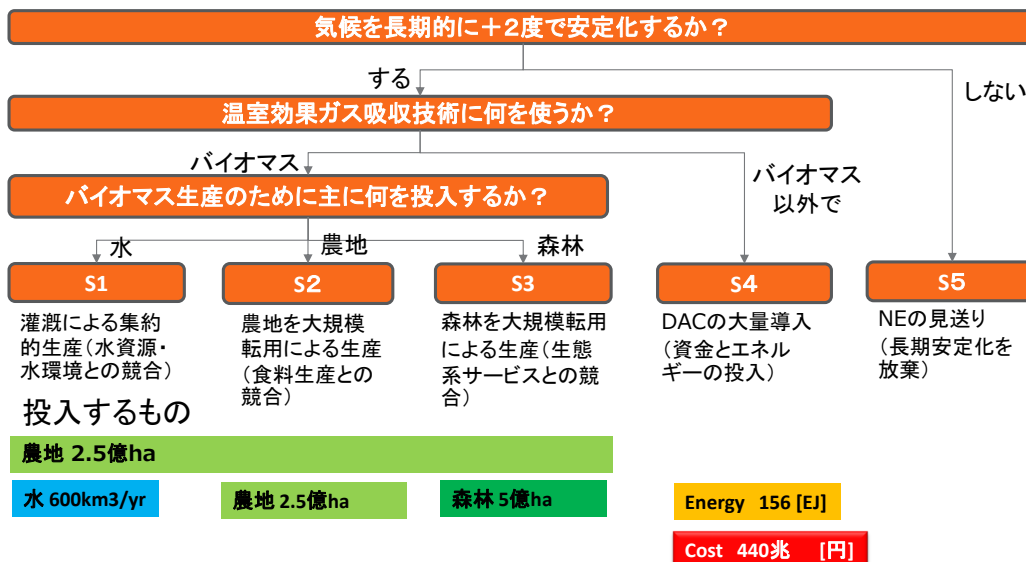 気候を長期的に＋２度で安定化するか？
する
しない
温室効果ガス吸収技術に何を使うか？
バイオマス
バイオマス
以外で
バイオマス生産のために主に何を投入するか？
水
農地
森林
S1
S２
S3
S４
S５
灌漑による集約
的生産（水資源・
水環境との競合）
農地を大規模
転用による生産
（食料生産との
競合）
森林を大規模転用
による生産（生態
系サービスとの競
合）
DACの大量導入
（資金とエネル
ギーの投入）
NEの見送り
（長期安定化を
放棄）
投入するもの
農地 2.5億ha
水 600km3/yr
農地 2.5億ha
森林 5億ha
Energy 156 [EJ]
Cost 440兆 [円]